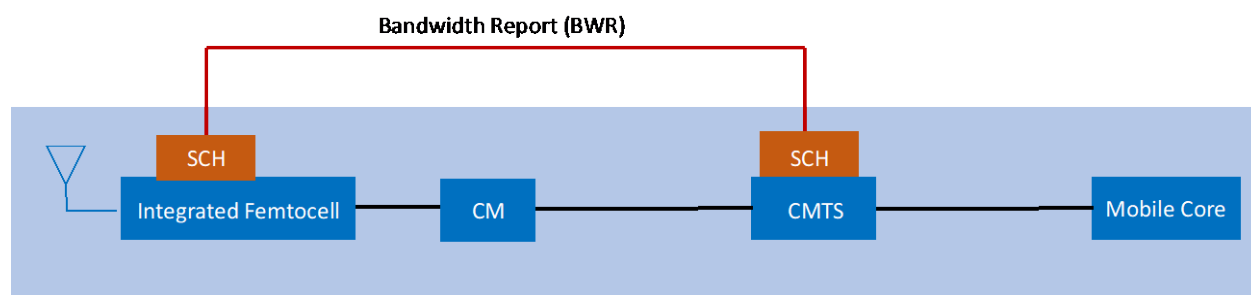 Bandwidth Report (BWR)
SCH
SCH
Integrated Femtocell
CM
CMTS
Mobile Core